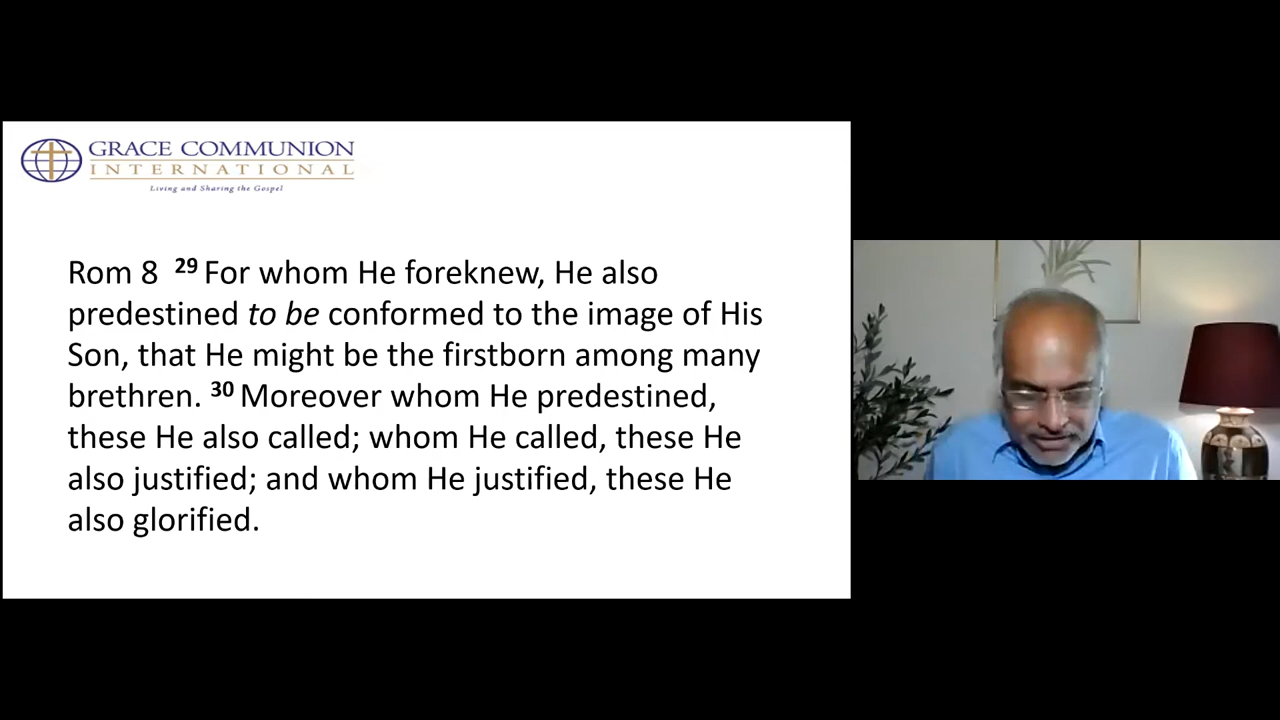 GRACE COMMUNION
INTERNATIONAL
Living and Sharing the Gospel
Rom 8 29 For whom He foreknew, He also
predestined to be conformed to the image of His
Son, that He might be the firstborn among many
brethren. 30 Moreover whom He predestined,
these He also called; whom He called, these He
also justified; and whom He justified, these He
also glorified.